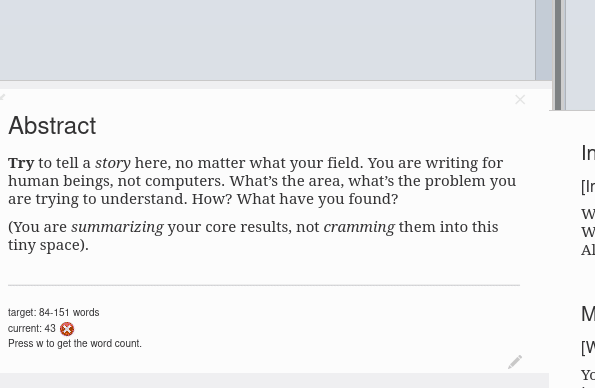 Abstract
Try to tell a story here, no matter what your field. You are writing for
human beings, not computers. What's the area, what's the problem you
are trying to understand. How? What have you found?
(You are summarizing your core results, not cramming them into this
tiny space).
target: 84-151 words
current: 43
Press w to get the word count.
In
[In
W
W
Al
M
[W
Yo